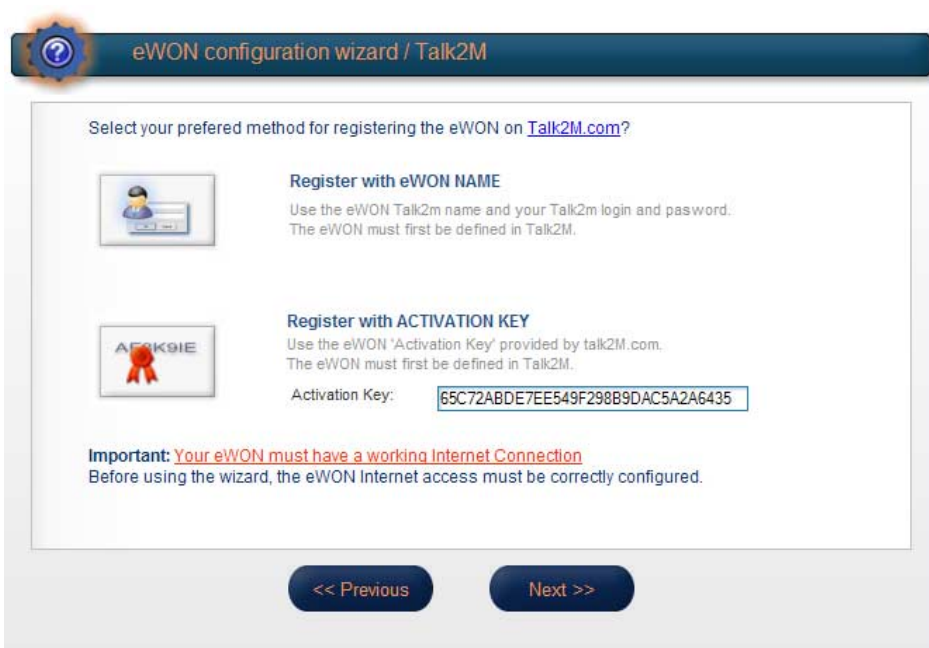 eWON configuration wizard / Talk2M
Select your prefered method for registering the eWON on Talk2M.com?
Register with eWON NAME
Use the eWON Talk2m name and your Talk2m login and pasword.
The eWON must first be defined in Talk2M.
AF8K9IE
Register with ACTIVATION KEY
Use the eWON 'Activation Key' provided by talk2M.com.
The eWON must first be defined in Talk2M.
Activation Key: 65C72ABDE7EE549F298B9DAC5A2A6435
Important: Your eWON must have a working Internet Connection
Before using the wizard, the eWON Internet access must be correctly configured.
<< Previous Next >>